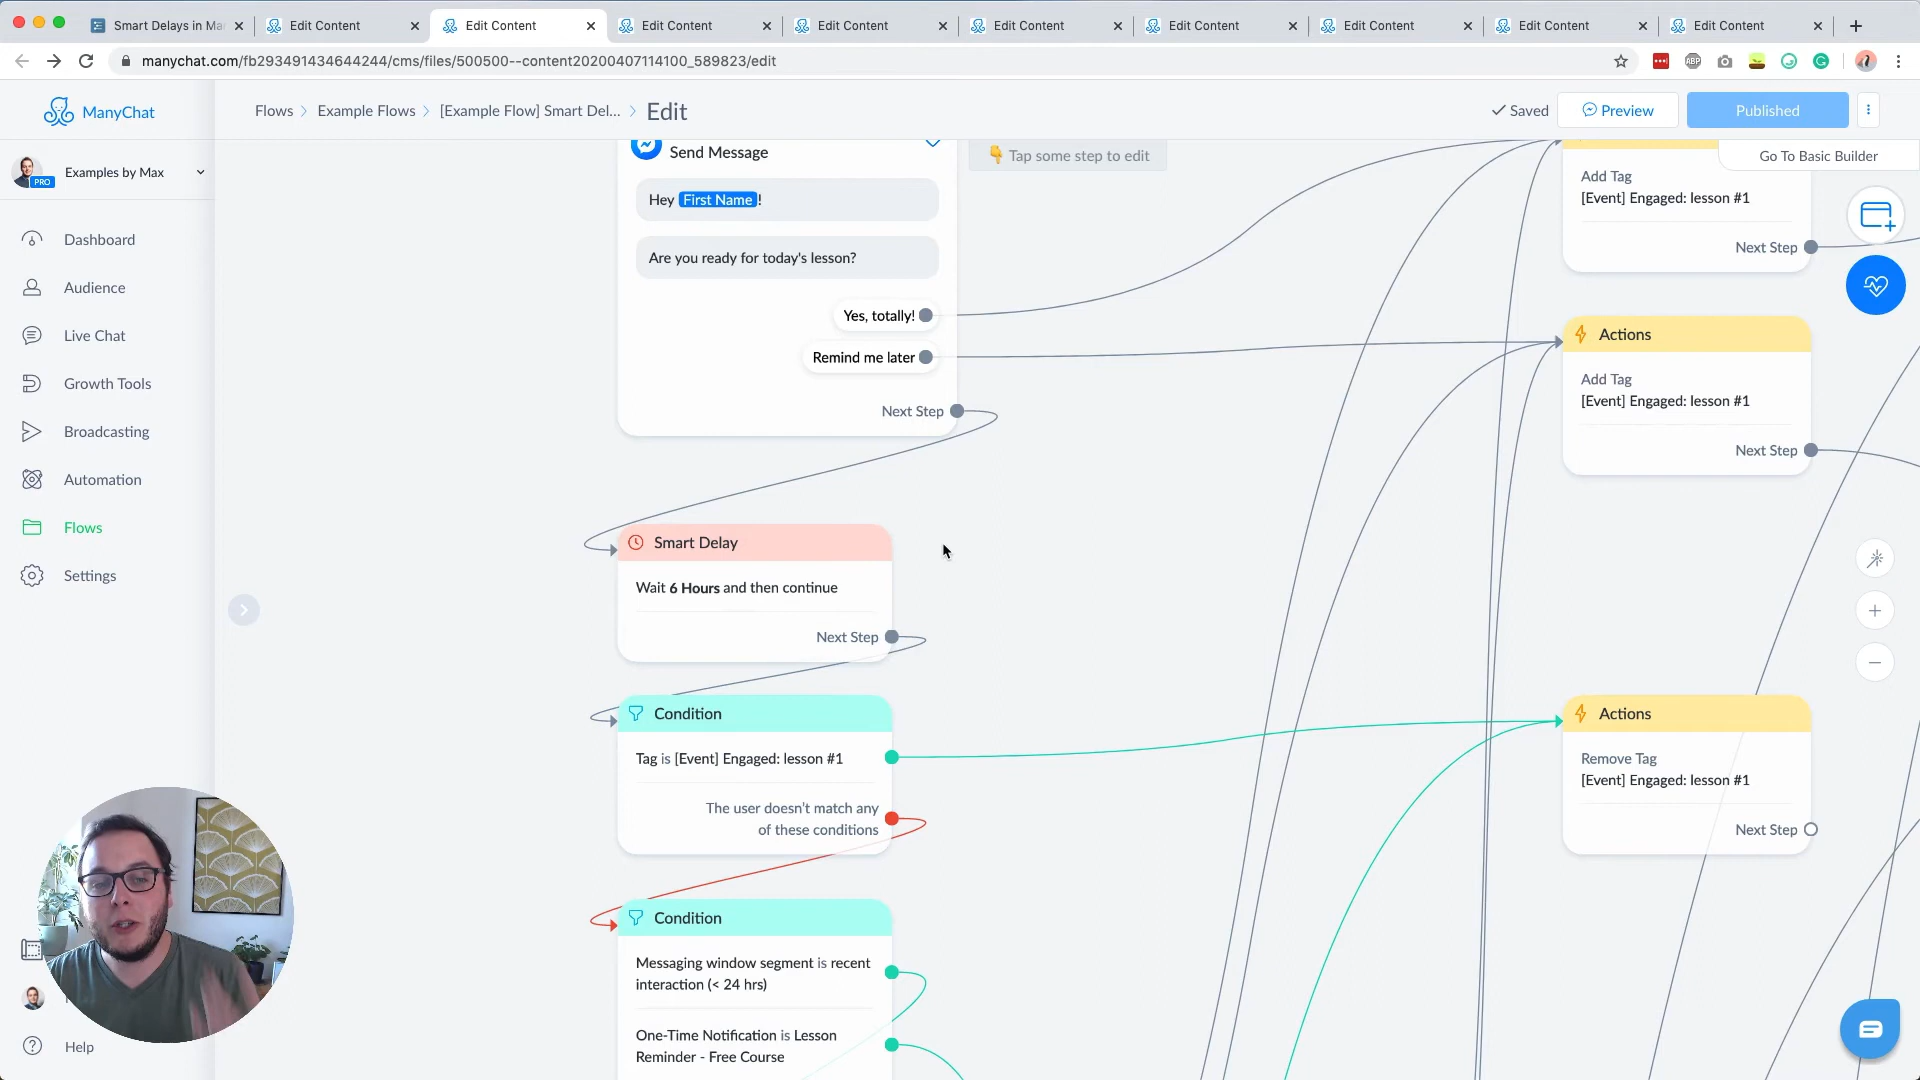 Smart Delays in Ma
Edit Content
Edit Content
Edit Content
Edit Content
Edit Content
Edit Content
Edit Content
Edit Content
Edit Content
manychat.com/fb293491434644244/cms/files/500500--content20200407114100_589823/edit
ABP
ManyChat
Flows
Example Flows
[Example Flow] Smart Del...
Edit
Saved
Preview
Published
Go To Basic Builder
PRO
Examples by Max
Dashboard
Audience
Live Chat
Growth Tools
Broadcasting
Automation
Flows
Settings
Help
Send Message
Tap some step to edit
Hey First Name !
Are you ready for today's lesson?
Yes, totally!
Remind me later
Next Step
Smart Delay
Wait 6 Hours and then continue
Next Step
Condition
Tag is [Event] Engaged: lesson #1
The user doesn't match any
of these conditions
Condition
Messaging window segment is recent
interaction (< 24 hrs)
One-Time Notification is Lesson
Reminder - Free Course
Add Tag
[Event] Engaged: lesson #1
Next Step
Actions
Add Tag
[Event] Engaged: lesson #1
Next Step
Actions
Remove Tag
[Event] Engaged: lesson #1
Next Step